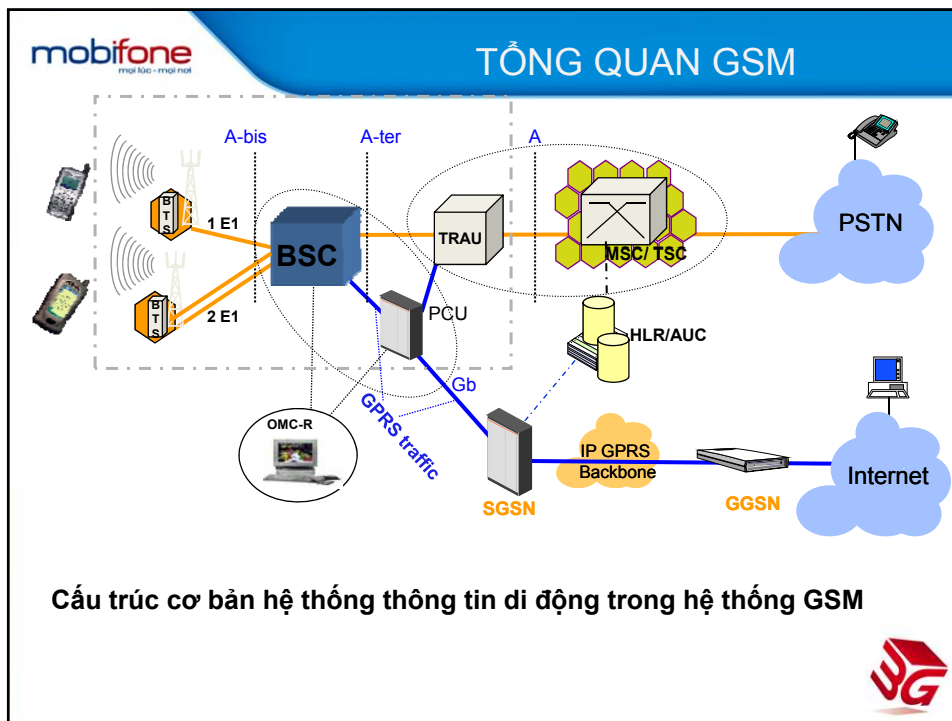 mobifone
mọi lúc - mọi nơi
TỔNG QUAN GSM
A-bis
A-ter
A
BTS
1 E1
BSC
TRAU
MSC/ TSC
PSTN
BTS
2 E1
PCU
HLR/AUC
Gb
GPRS traffic
OMC-R
IP GPRS
Backbone
Internet
SGSN
GGSN
Cấu trúc cơ bản hệ thống thông tin di động trong hệ thống GSM
3G